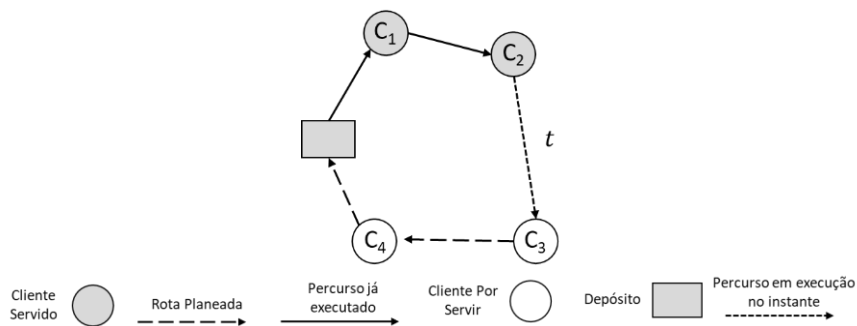 C1
C2
t
C4
C3
Cliente
Servido
Rota Planeada
Percurso já
executado
Cliente Por
Servir
Depósito
Percurso em execução
no instante